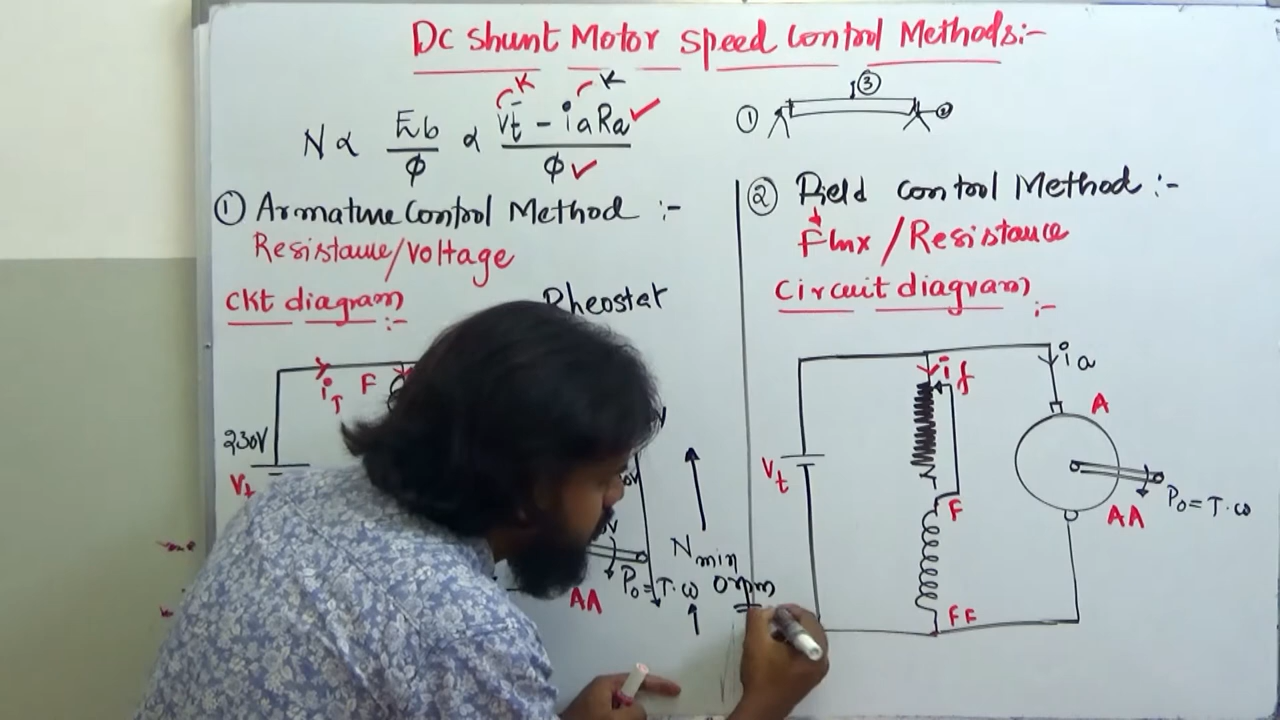 DC Shunt Motor Speed Control Methods:-
K K
N ∝ Eb/ϕ ∝ Vt - iaRa/ϕ
① ③ ②
① Armature Control Method :-
Resistance/Voltage
Ckt diagram :-
Rheostat
iT F
230V
Vt
Nmin
0 rpm
Po = T.ω
AA
② Field Control Method :-
Flux/Resistance
Circuit diagram :-
if
ia
A
Vt
F
AA
Po = T.ω
FF